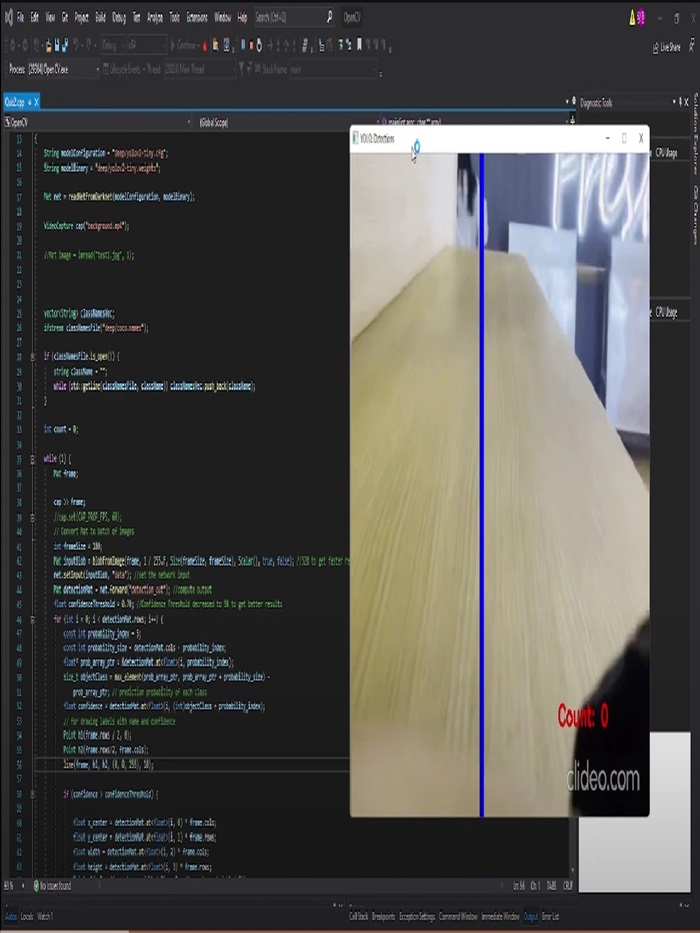 File Edit View Git Project Build Debug Test Analyze Tools Extensions Window Help Search (Ctrl+Q) OpenCV
Live Share
Process: [29364] OpenCV.exe Lifecycle Events Thread: Stack Frame: main
Quiz2.cpp
Diagnostic Tools
OpenCV (Global Scope) main(int argc, char** argv)
YOLO: Detections
CPU Usage
CPU Usage
Solution Explorer
Git Changes
13 {
14 String modelConfiguration = "deep/yolov2-tiny.cfg";
15 String modelBinary = "deep/yolov2-tiny.weights";
16
17 Net net = readNetFromDarknet(modelConfiguration, modelBinary);
18
19 VideoCapture cap("background.mp4");
20
21 //Mat image = imread("test1.jpg", 1);
22
23
24
25 vector<String> classNamesVec;
26 ifstream classNamesFile("deep/coco.names");
27
28 if (classNamesFile.is_open()) {
29 string className = "";
30 while (std::getline(classNamesFile, className)) classNamesVec.push_back(className);
31 }
32
33 int count = 0;
34
35 while (1) {
36 Mat frame;
37
38 cap >> frame;
39 //cap.set(CAP_PROP_FPS, 60);
40 // Convert Mat to batch of images
41 int frameSize = 180;
42 Mat inputBlob = blobFromImage(frame, 1 / 255.F, Size(frameSize, frameSize), Scalar(), true, false); //320 to get faster re
43 net.setInput(inputBlob, "data"); //set the network input
44 Mat detectionMat = net.forward("detection_out"); //compute output
45 float confidenceThreshold = 0.70; //Confidence Threshold decreased to 5% to get better results
46 for (int i = 0; i < detectionMat.rows; i++) {
47 const int probability_index = 5;
48 const int probability_size = detectionMat.cols - probability_index;
49 float* prob_array_ptr = &detectionMat.at<float>(i, probability_index);
50 size_t objectClass = max_element(prob_array_ptr, prob_array_ptr + probability_size) -
51 prob_array_ptr; // prediction probability of each class
52 float confidence = detectionMat.at<float>(i, (int)objectClass + probability_index);
53 // for drawing labels with name and confidence
54 Point h1(frame.rows / 2, 0);
55 Point h2(frame.rows/2, frame.cols);
56 line(frame, h1, h2, (0, 0, 255), 10);
57
58 if (confidence > confidenceThreshold) {
59
60 float x_center = detectionMat.at<float>(i, 0) * frame.cols;
61 float y_center = detectionMat.at<float>(i, 1) * frame.rows;
62 float width = detectionMat.at<float>(i, 2) * frame.cols;
63 float height = detectionMat.at<float>(i, 3) * frame.rows;
Count: 0
clideo.com
No issues found Ln: 56 Ch: 1 TABS CRLF
Autos Locals Watch 1
Call Stack Breakpoints Exception Settings Command Window Immediate Window Output Error List